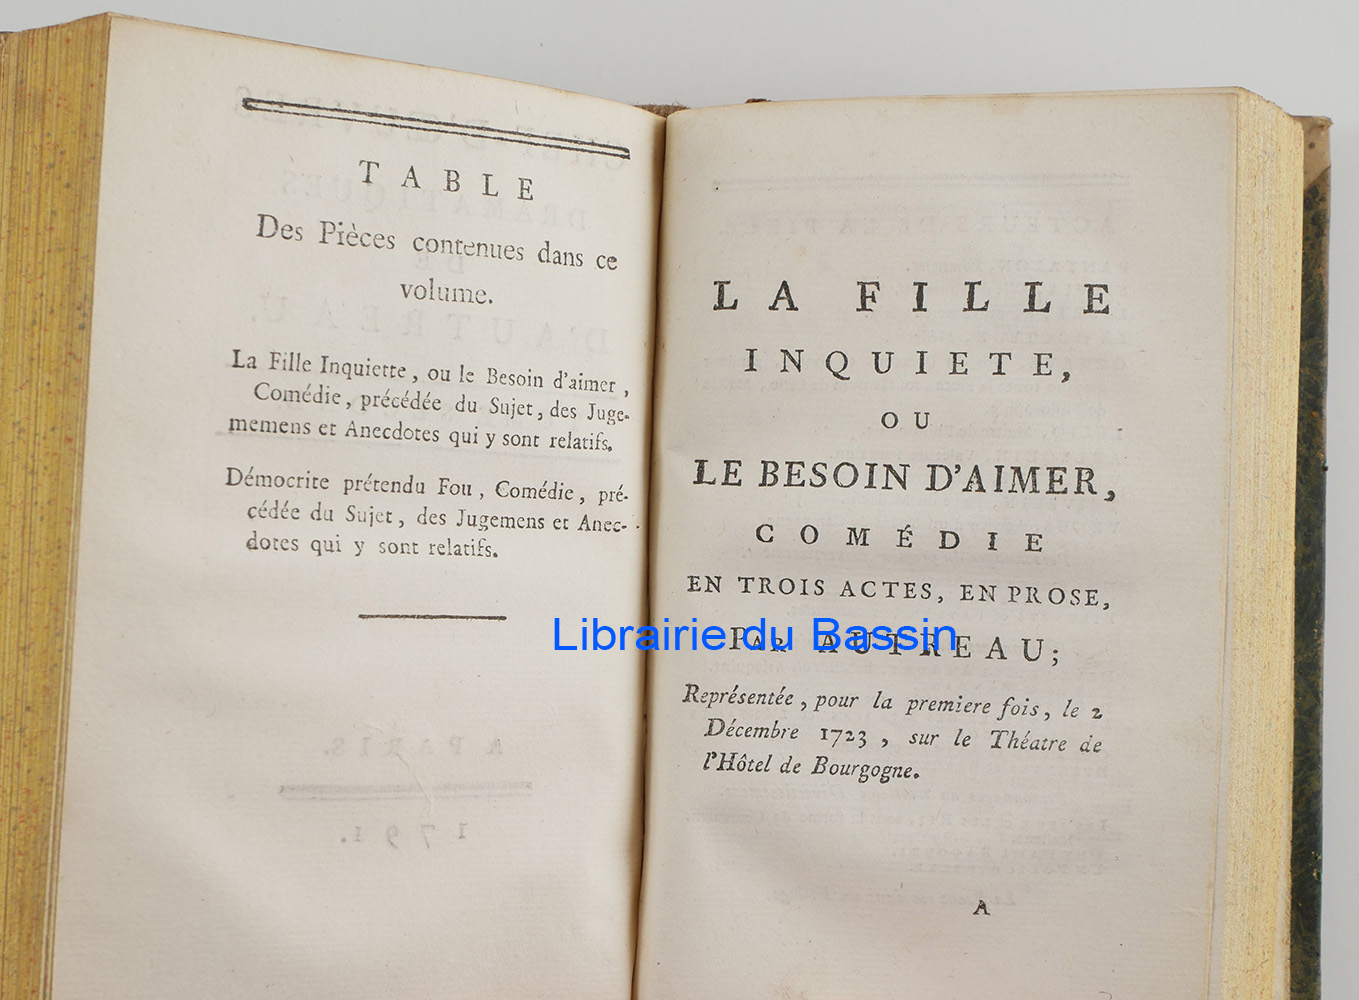 TABLE
Des Pièces contenues dans ce
volume.
La Fille Inquiette, ou le Besoin d'aimer,
Comédie, précédée du Sujet, des Juge-
memens et Anecdotes qui y sont relatifs.
Démocrite prétendu Fou, Comédie, pré-
cédée du Sujet, des Jugemens et Anec-
dotes qui y sont relatifs.
LA FILLE
INQUIETE,
OU
LE BESOIN D'AIMER,
COMÉDIE
EN TROIS ACTES, EN PROSE,
PAR AUTREAU;
Représentée, pour la premiere fois, le 2
Décembre 1723, sur le Théatre de
l'Hôtel de Bourgogne.
A
Librairie du Bassin